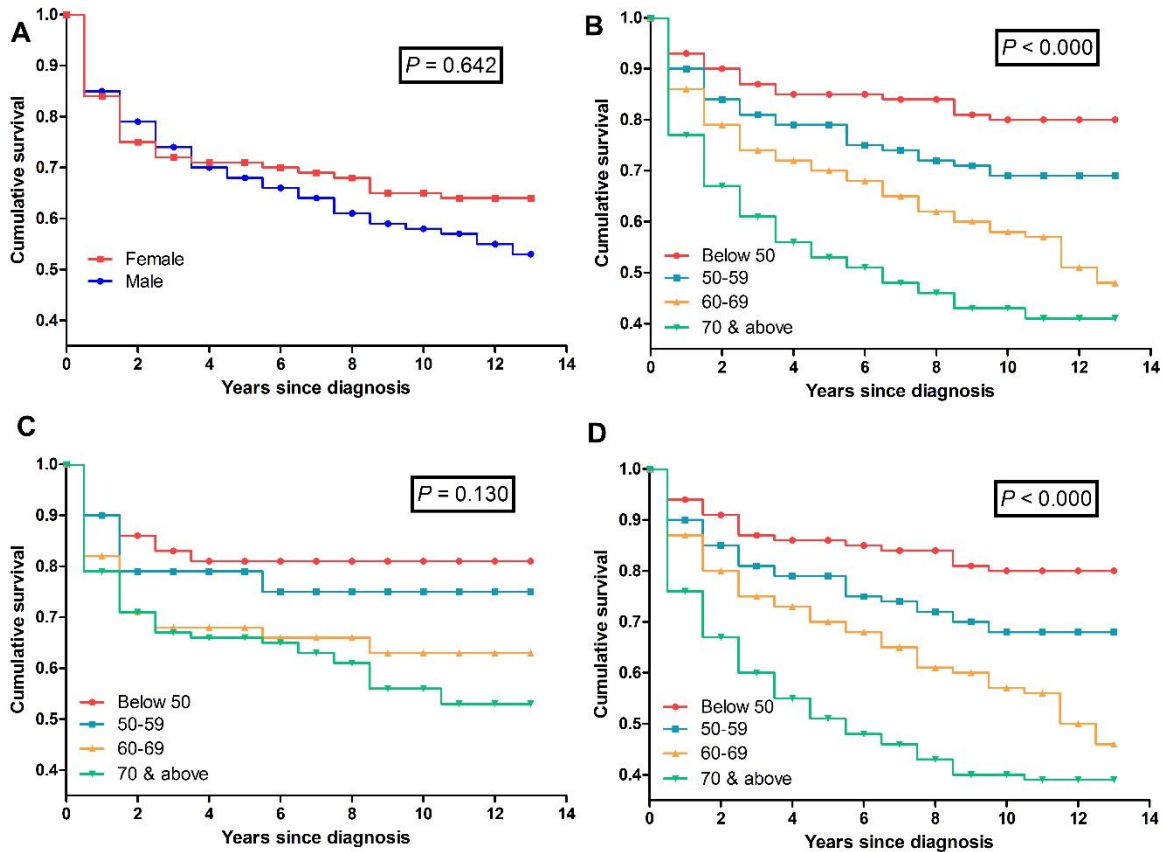 A
P = 0.642
1.0
0.9
0.8
0.7
0.6
0.5
0.4
Cumulative survival
Female
Male
0 2 4 6 8 10 12 14
Years since diagnosis
B
P < 0.000
1.0
0.9
0.8
0.7
0.6
0.5
0.4
Cumulative survival
Below 50
50-59
60-69
70 & above
0 2 4 6 8 10 12 14
Years since diagnosis
C
P = 0.130
1.0
0.9
0.8
0.7
0.6
0.5
0.4
Cumulative survival
Below 50
50-59
60-69
70 & above
0 2 4 6 8 10 12 14
Years since diagnosis
D
P < 0.000
1.0
0.9
0.8
0.7
0.6
0.5
0.4
Cumulative survival
Below 50
50-59
60-69
70 & above
0 2 4 6 8 10 12 14
Years since diagnosis